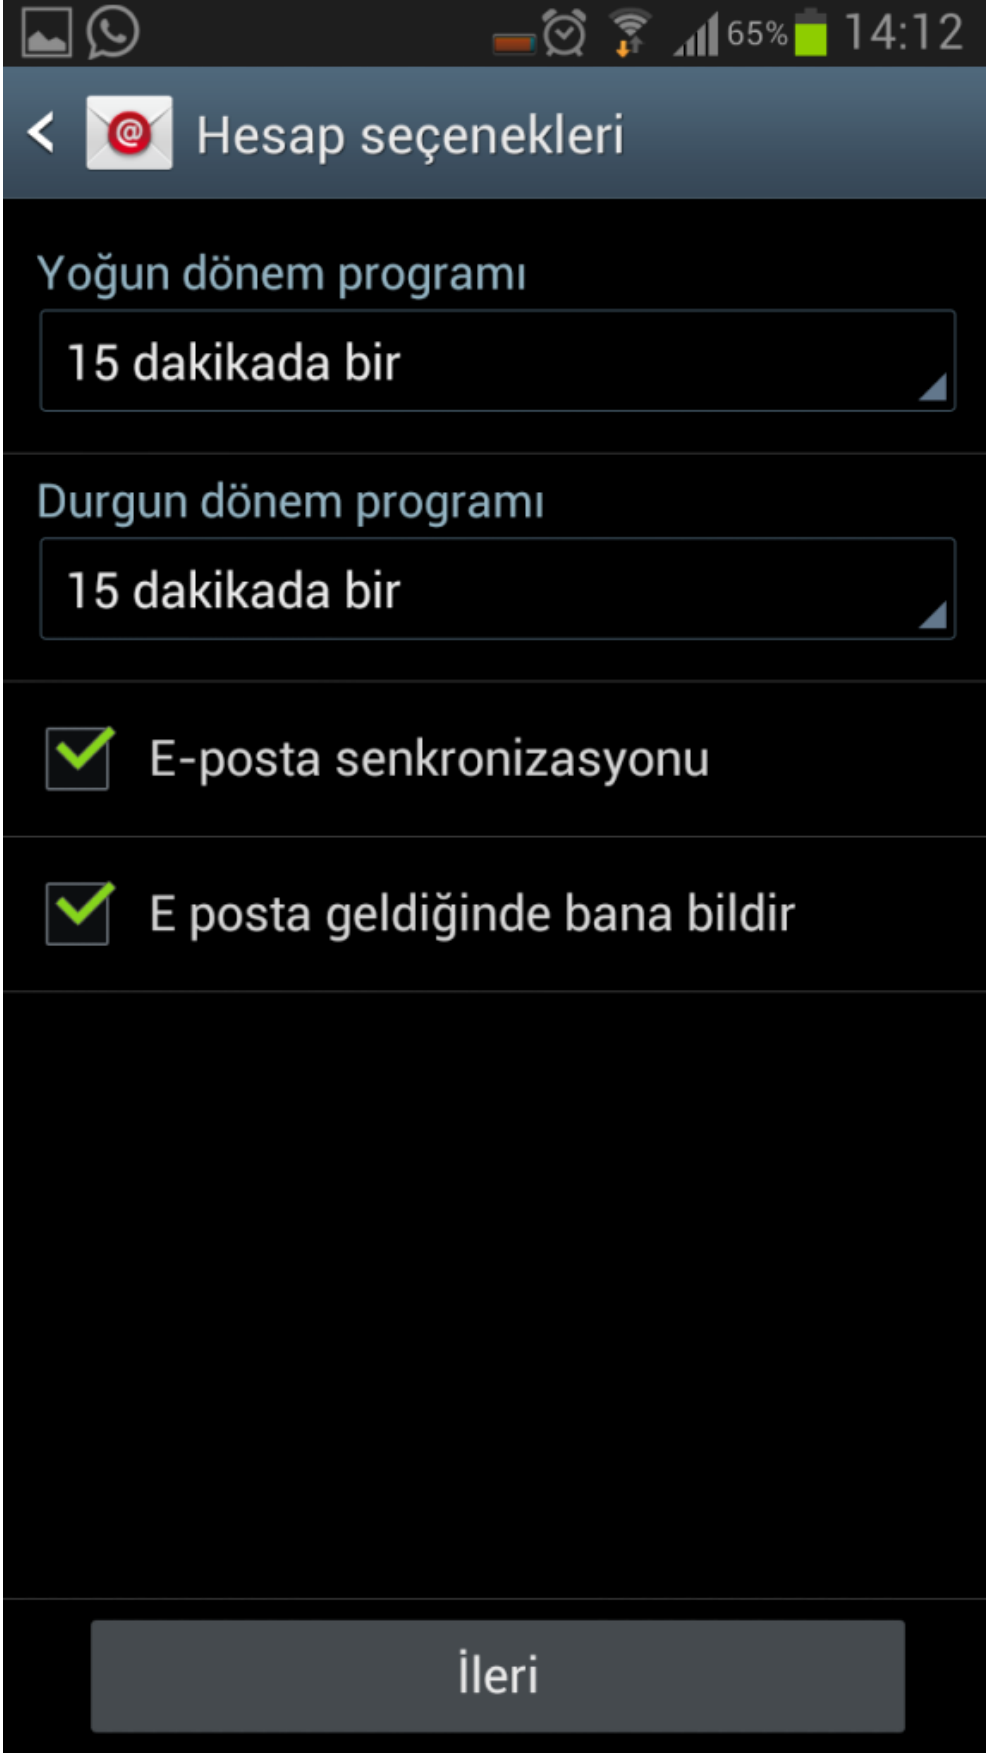 65% 14:12
Hesap seçenekleri
Yoğun dönem programı
15 dakikada bir
Durgun dönem programı
15 dakikada bir
E-posta senkronizasyonu
E posta geldiğinde bana bildir
İleri